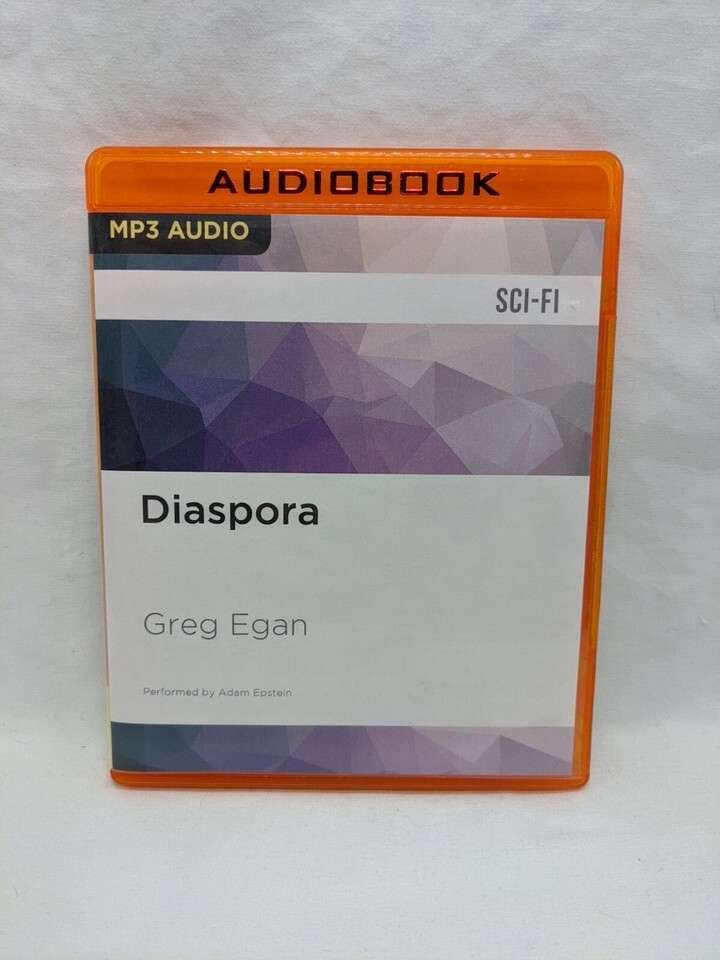 AUDIOBOOK
MP3 AUDIO
SCI-FI
Diaspora
Greg Egan
Performed by Adam Epstein